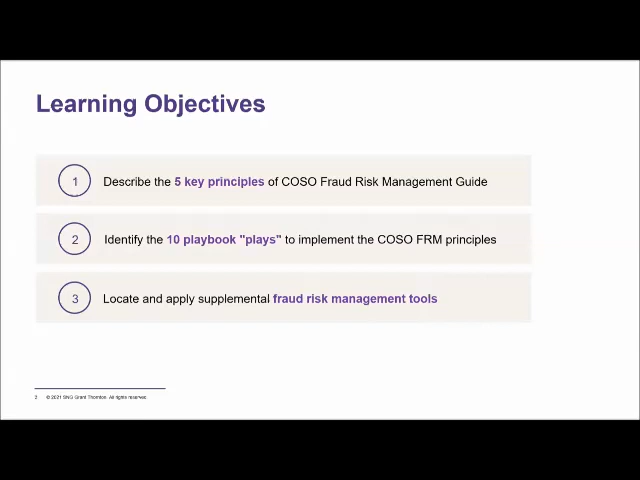 Learning Objectives
1 Describe the 5 key principles of COSO Fraud Risk Management Guide
2 Identify the 10 playbook "plays" to implement the COSO FRM principles
3 Locate and apply supplemental fraud risk management tools
2 © 2021 SNG Grant Thornton. All rights reserved.